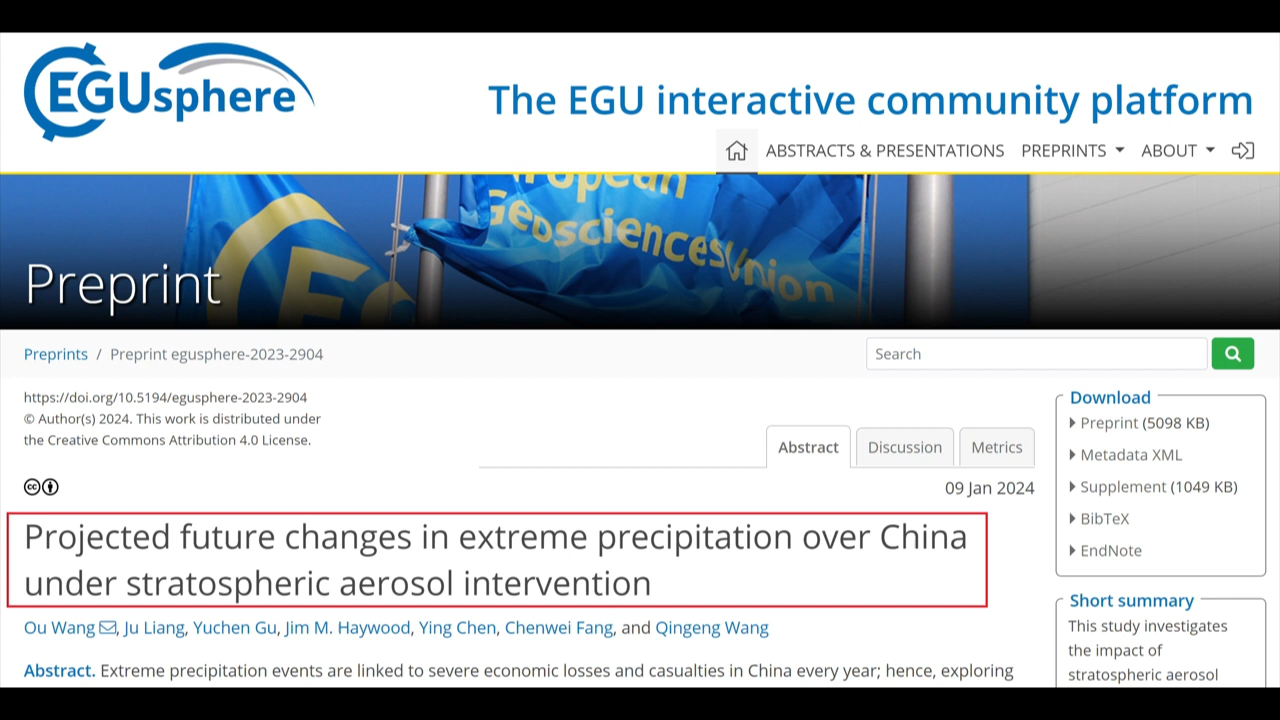 EGUsphere
The EGU interactive community platform
ABSTRACTS & PRESENTATIONS PREPRINTS ABOUT
European
GeosciencesUnion
Preprint
Preprints / Preprint egusphere-2023-2904
Search
https://doi.org/10.5194/egusphere-2023-2904
© Author(s) 2024. This work is distributed under
the Creative Commons Attribution 4.0 License.
Abstract Discussion Metrics
09 Jan 2024
Projected future changes in extreme precipitation over China
under stratospheric aerosol intervention
Ou Wang, Ju Liang, Yuchen Gu, Jim M. Haywood, Ying Chen, Chenwei Fang, and Qingeng Wang
Abstract. Extreme precipitation events are linked to severe economic losses and casualties in China every year; hence, exploring
Download
Preprint (5098 KB)
Metadata XML
Supplement (1049 KB)
BibTeX
EndNote
Short summary
This study investigates
the impact of
stratospheric aerosol